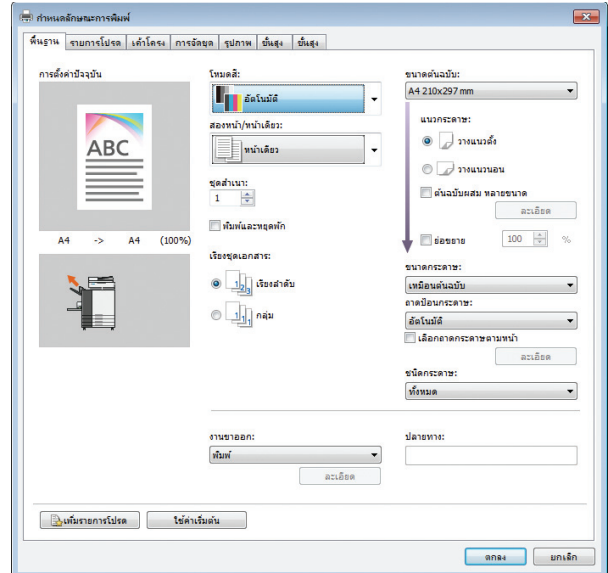 กำหนดลักษณะการพิมพ์
พื้นฐาน รายการโปรด เค้าโครง การจัดชุด รูปภาพ ขั้นสูง ขั้นสูง
การตั้งค่าปัจจุบัน
ABC
A4 -> A4 (100%)
โหมดสี:
อัตโนมัติ
สองหน้า/หน้าเดียว:
หน้าเดียว
ชุดสำเนา:
1
พิมพ์และหยุดพัก
เรียงชุดเอกสาร:
1 2 3 เรียงลำดับ
1 1 1 กลุ่ม
ขนาดต้นฉบับ:
A4 210x297 mm
แนวกระดาษ:
วางแนวตั้ง
วางแนวนอน
ต้นฉบับผสม หลายขนาด
ละเอียด
ย่อขยาย 100 %
ขนาดกระดาษ:
เหมือนต้นฉบับ
ถาดป้อนกระดาษ:
อัตโนมัติ
เลือกถาดกระดาษตามหน้า
ละเอียด
ชนิดกระดาษ:
ทั้งหมด
งานขาออก:
พิมพ์
ละเอียด
ปลายทาง:
เพิ่มรายการโปรด ใช้ค่าเริ่มต้น
ตกลง ยกเลิก